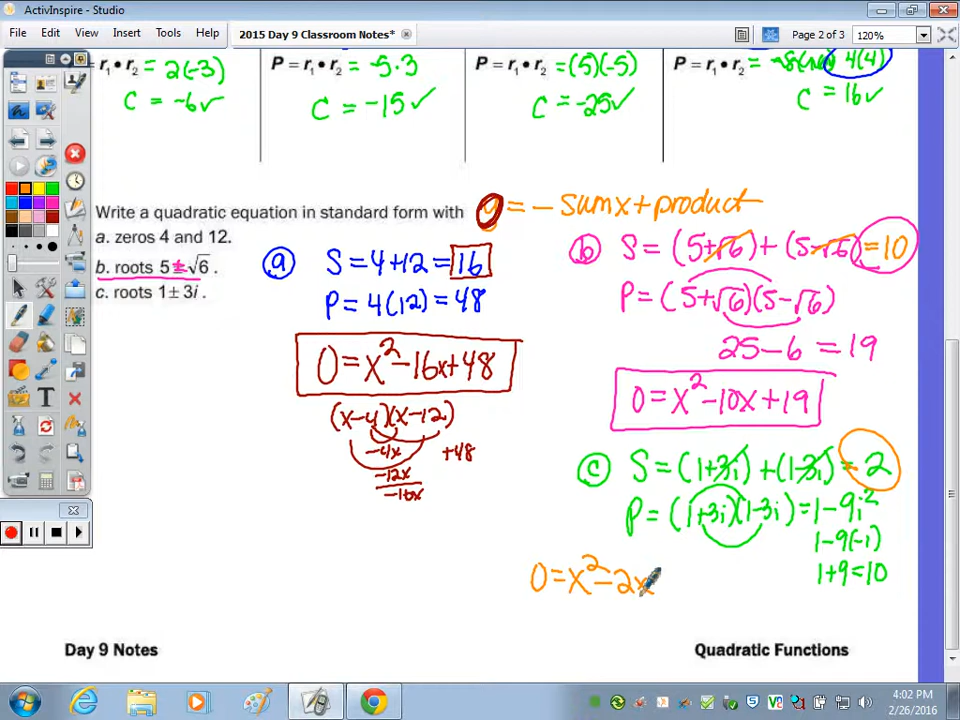 ActivInspire - Studio
File Edit View Insert Tools Help 2015 Day 9 Classroom Notes* Page 2 of 3 120%
= r₁ • r₂ = 2(-3)
C = -6✓
P = r₁ • r₂ = -5·3
C = -15✓
P = r₁ • r₂ = (5)(-5)
C = -25✓
P = r₁ • r₂ = 4(4)
C = 16✓
Write a quadratic equation in standard form with
a. zeros 4 and 12.
b. roots 5 ± √6 .
c. roots 1 ± 3i .
= - sumx + product
a S = 4+12 = 16
P = 4(12) = 48
0 = x² - 16x + 48
(x-4)(x-12)
-4x +48
-12x
-16x
b S = (5+√6) + (5-√6) = 10
P = (5+√6)(5-√6)
25 - 6 = 19
0 = x² - 10x + 19
c S = (1+3i) + (1-3i) = 2
P = (1+3i)(1-3i) = 1-9i²
1-9(-1)
1+9=10
0 = x² - 2x
Day 9 Notes Quadratic Functions
4:02 PM
2/26/2016